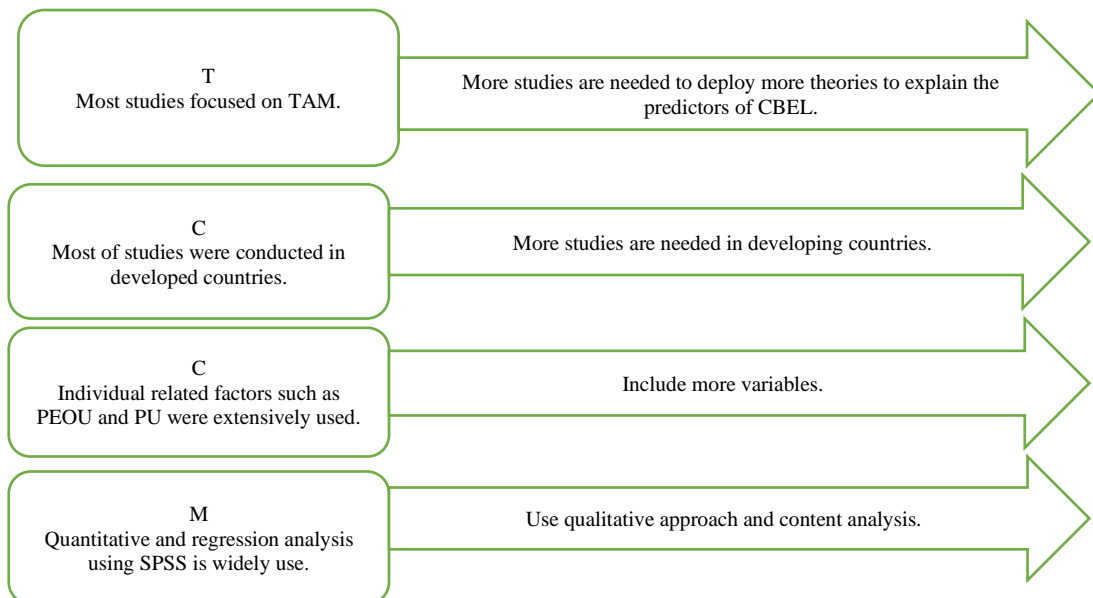 T
Most studies focused on TAM.
More studies are needed to deploy more theories to explain the
predictors of CBEL.
C
Most of studies were conducted in
developed countries.
More studies are needed in developing countries.
C
Individual related factors such as
PEOU and PU were extensively used.
Include more variables.
M
Quantitative and regression analysis
using SPSS is widely use.
Use qualitative approach and content analysis.